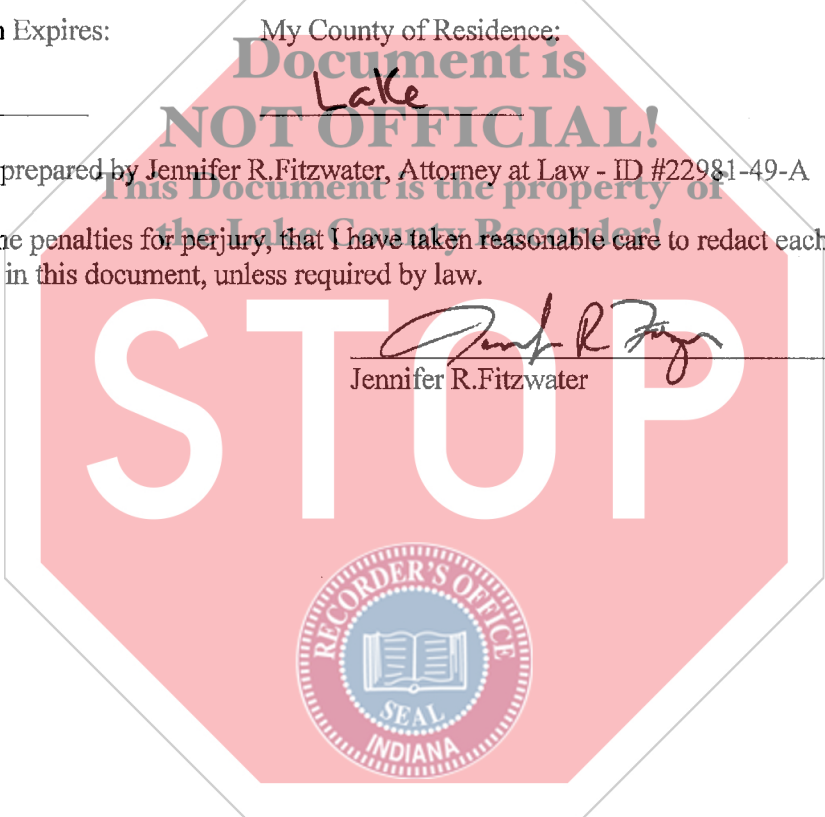 n Expires:
My County of Residence:
Document is
Lake
NOT OFFICIAL!
prepared by Jennifer R.Fitzwater, Attorney at Law - ID #22981-49-A
This Document is the property of
the Lake County Recorder!
ne penalties for perjury, that I have taken reasonable care to redact each
in this document, unless required by law.
STOP
Jennifer R.Fitzwater
RECORDER'S OFFICE
SEAL
INDIANA